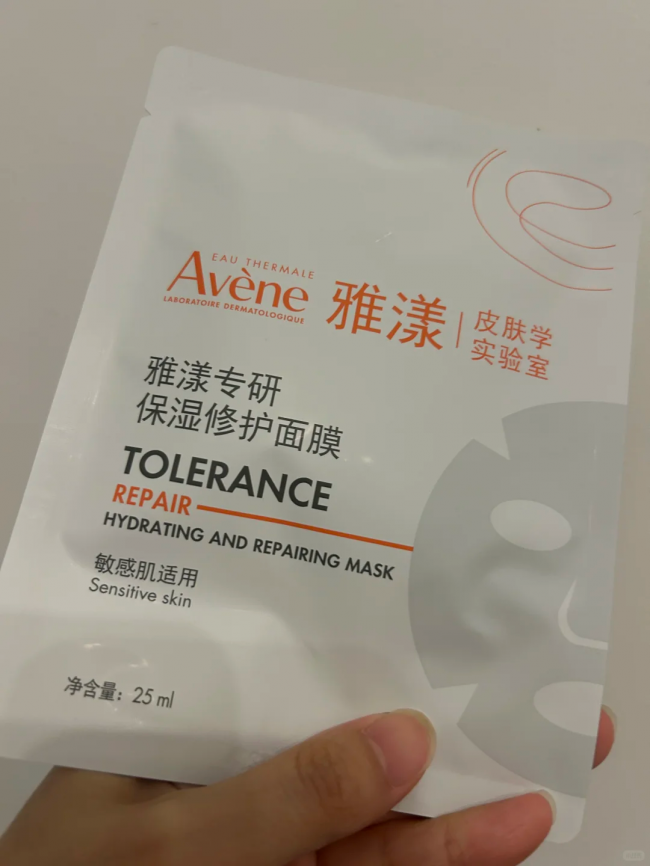 EAU THERMALE
Avène
LABORATOIRE DERMATOLOGIQUE
雅漾
皮肤学
实验室
雅漾专研
保湿修护面膜
TOLERANCE
REPAIR
HYDRATING AND REPAIRING MASK
敏感肌适用
Sensitive skin
净含量：25 ml